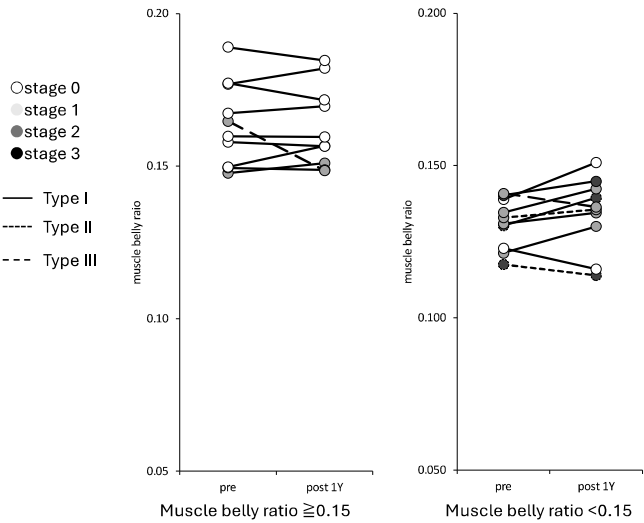 stage 0
stage 1
stage 2
stage 3
Type I
Type II
Type III
0.20
0.15
0.10
0.05
muscle belly raio
pre
post 1Y
Muscle belly ratio ≧0.15
0.200
0.150
0.100
0.050
muscle belly raio
pre
post 1Y
Muscle belly ratio <0.15